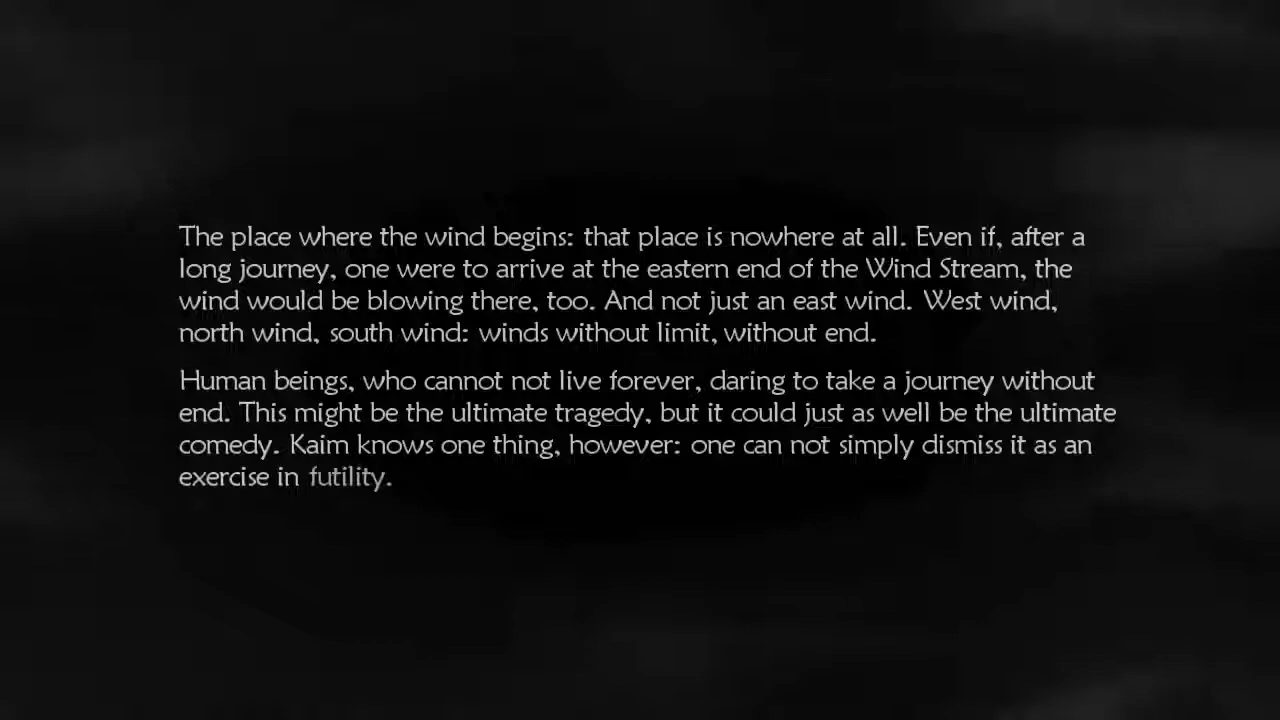 The place where the wind begins: that place is nowhere at all. Even if, after a
long journey, one were to arrive at the eastern end of the Wind Stream, the
wind would be blowing there, too. And not just an east wind. West wind,
north wind, south wind: winds without limit, without end.
Human beings, who cannot not live forever, daring to take a journey without
end. This might be the ultimate tragedy, but it could just as well be the ultimate
comedy. Kaim knows one thing, however: one can not simply dismiss it as an
exercise in futility.